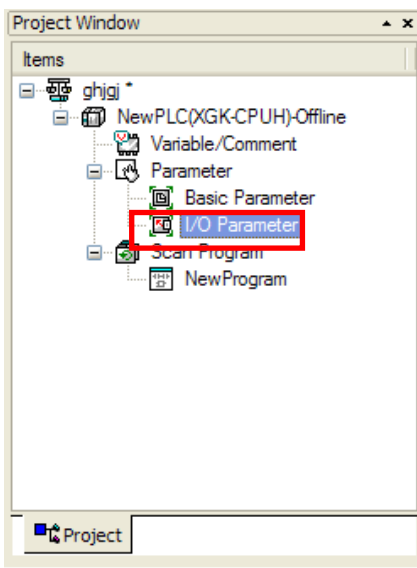 Project Window
Items
ghjgj *
NewPLC(XGK-CPUH)-Offline
Variable/Comment
Parameter
Basic Parameter
I/O Parameter
Scan Program
NewProgram
Project